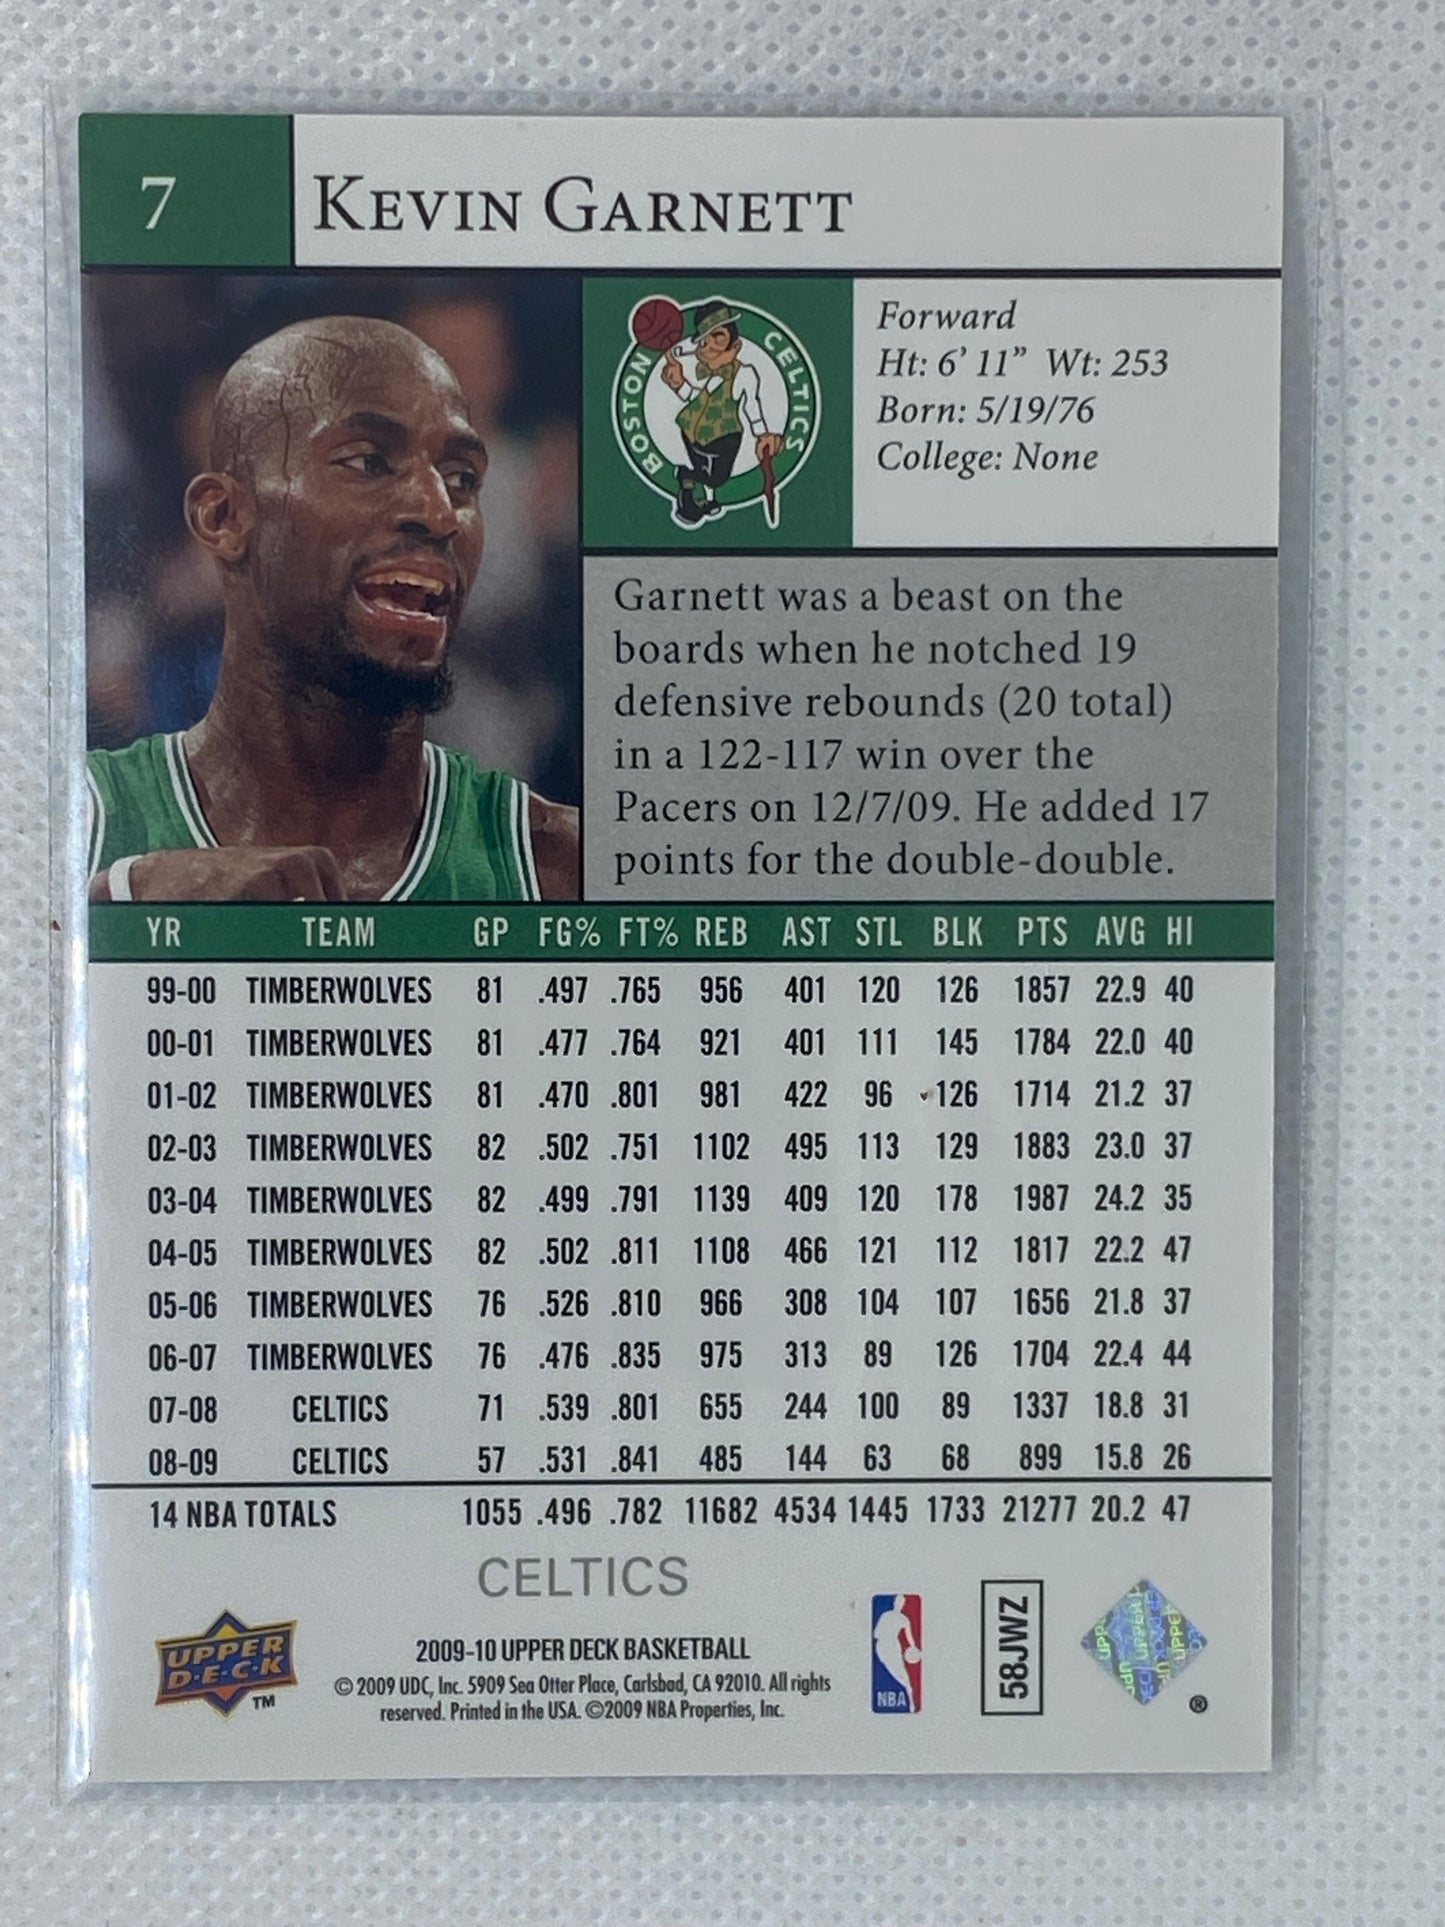 7
KEVIN GARNETT
BOSTON CELTICS
Forward
Ht: 6’ 11” Wt: 253
Born: 5/19/76
College: None
Garnett was a beast on the
boards when he notched 19
defensive rebounds (20 total)
in a 122-117 win over the
Pacers on 12/7/09. He added 17
points for the double-double.
YR TEAM GP FG% FT% REB AST STL BLK PTS AVG HI
99-00 TIMBERWOLVES 81 .497 .765 956 401 120 126 1857 22.9 40
00-01 TIMBERWOLVES 81 .477 .764 921 401 111 145 1784 22.0 40
01-02 TIMBERWOLVES 81 .470 .801 981 422 96 126 1714 21.2 37
02-03 TIMBERWOLVES 82 .502 .751 1102 495 113 129 1883 23.0 37
03-04 TIMBERWOLVES 82 .499 .791 1139 409 120 178 1987 24.2 35
04-05 TIMBERWOLVES 82 .502 .811 1108 466 121 112 1817 22.2 47
05-06 TIMBERWOLVES 76 .526 .810 966 308 104 107 1656 21.8 37
06-07 TIMBERWOLVES 76 .476 .835 975 313 89 126 1704 22.4 44
07-08 CELTICS 71 .539 .801 655 244 100 89 1337 18.8 31
08-09 CELTICS 57 .531 .841 485 144 63 68 899 15.8 26
14 NBA TOTALS 1055 .496 .782 11682 4534 1445 1733 21277 20.2 47
CELTICS
UPPER
D·E·C·K
TM
2009-10 UPPER DECK BASKETBALL
© 2009 UDC, Inc. 5909 Sea Otter Place, Carlsbad, CA 92010. All rights
reserved. Printed in the USA. ©2009 NBA Properties, Inc.
NBA
58JWZ
®